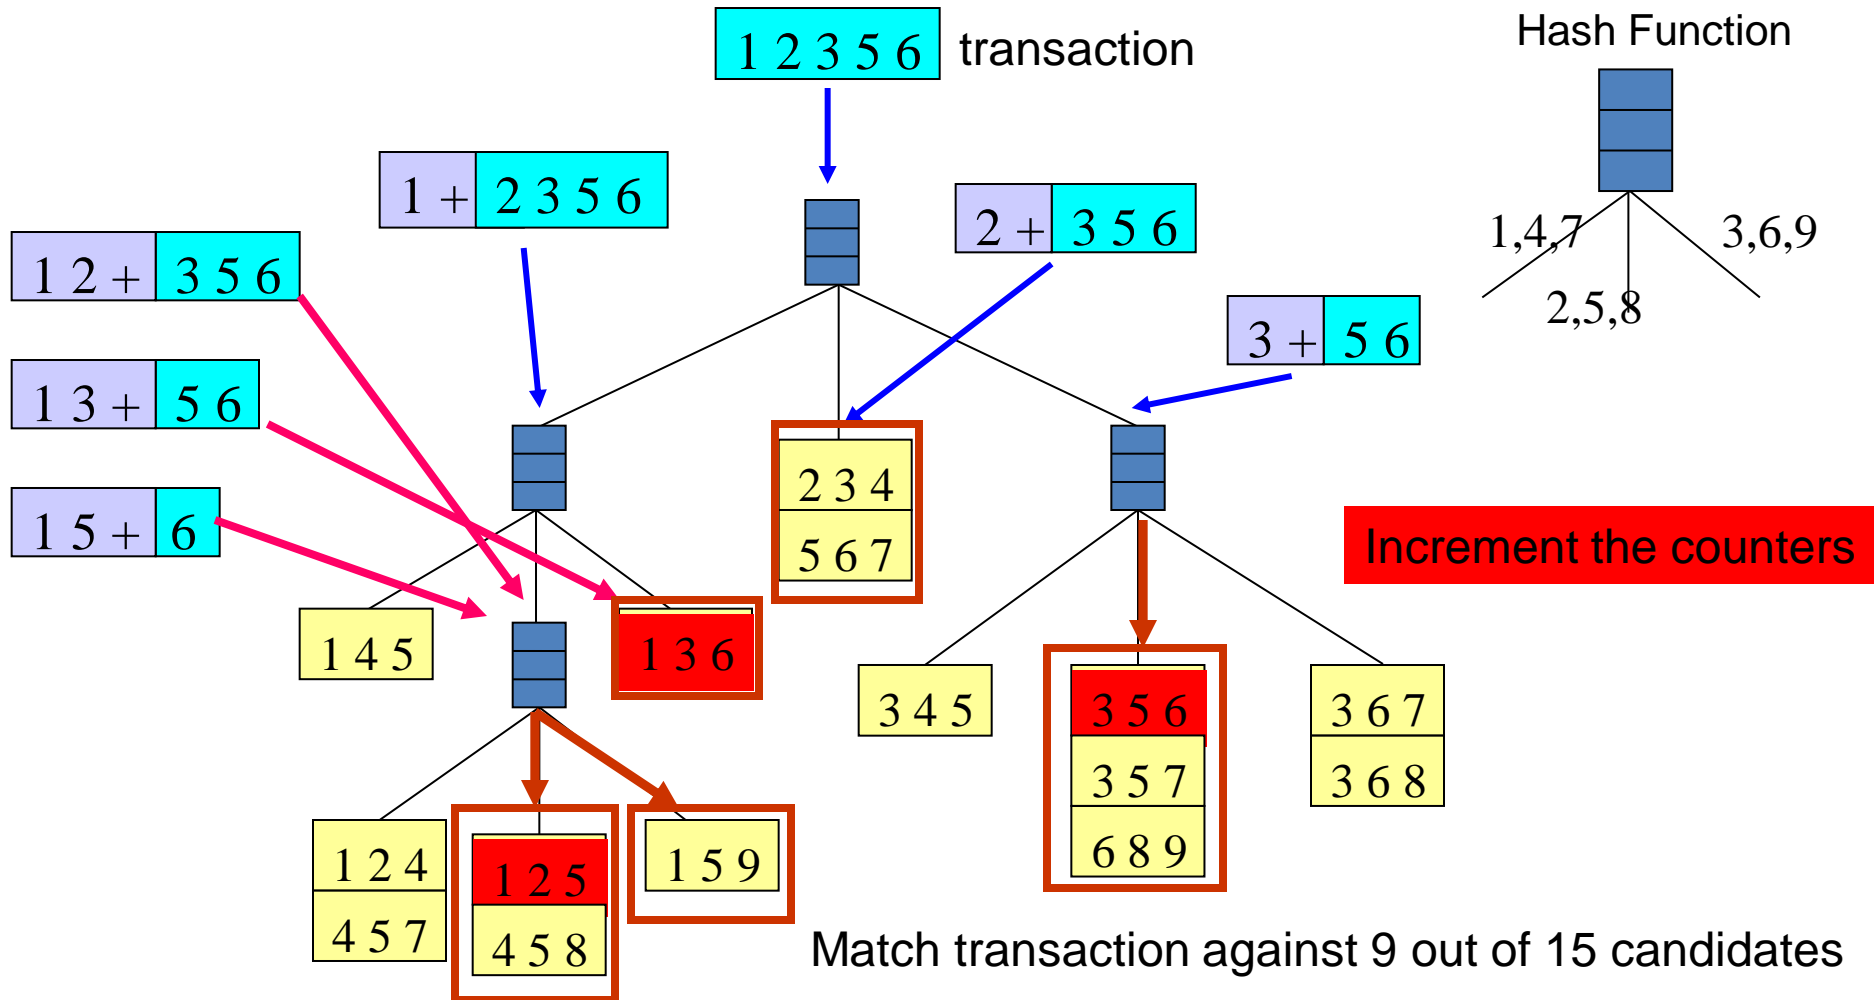 1 2 3 5 6 transaction
Hash Function
1 + 2 3 5 6
2 + 3 5 6
1,4,7
3,6,9
2,5,8
1 2 + 3 5 6
3 + 5 6
1 3 + 5 6
1 5 + 6
2 3 4
5 6 7
Increment the counters
1 4 5
1 3 6
3 4 5
3 5 6
3 6 7
3 5 7
3 6 8
6 8 9
1 2 4
1 2 5
1 5 9
4 5 7
4 5 8
Match transaction against 9 out of 15 candidates